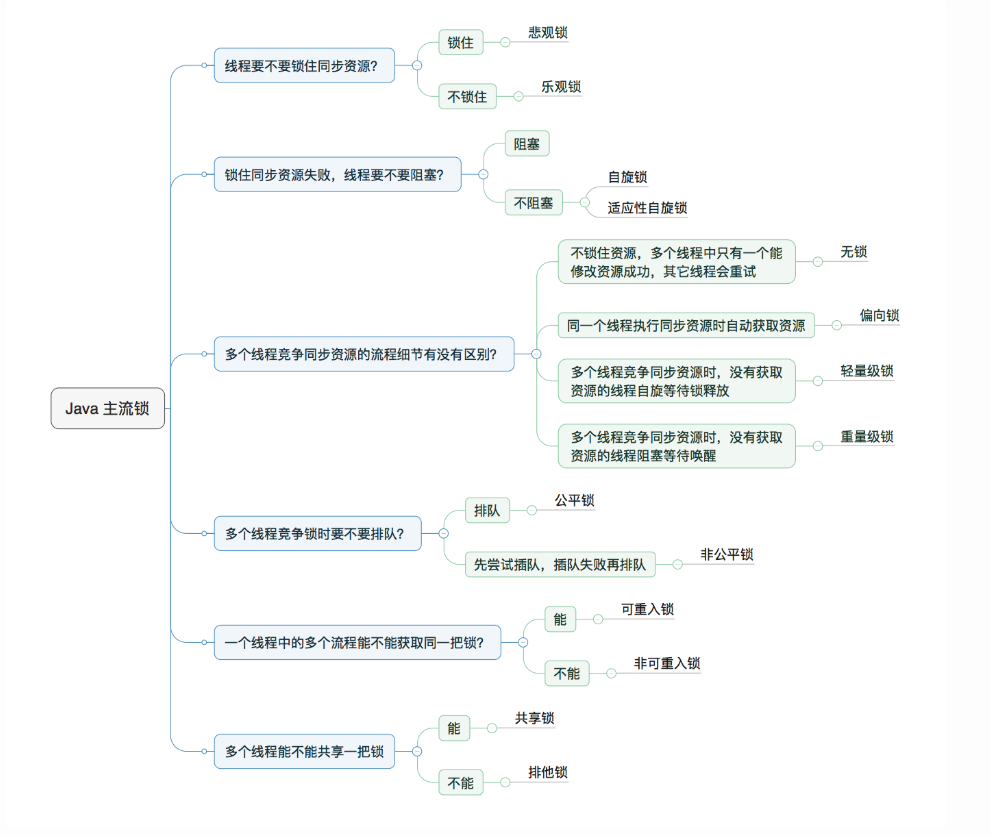 Java 主流锁
线程要不要锁住同步资源？
锁住
悲观锁
不锁住
乐观锁
锁住同步资源失败，线程要不要阻塞？
阻塞
不阻塞
自旋锁
适应性自旋锁
多个线程竞争同步资源的流程细节有没有区别？
不锁住资源，多个线程中只有一个能
修改资源成功，其它线程会重试
无锁
同一个线程执行同步资源时自动获取资源
偏向锁
多个线程竞争同步资源时，没有获取
资源的线程自旋等待锁释放
轻量级锁
多个线程竞争同步资源时，没有获取
资源的线程阻塞等待唤醒
重量级锁
多个线程竞争锁时要不要排队？
排队
公平锁
先尝试插队，插队失败再排队
非公平锁
一个线程中的多个流程能不能获取同一把锁？
能
可重入锁
不能
非可重入锁
多个线程能不能共享一把锁
能
共享锁
不能
排他锁